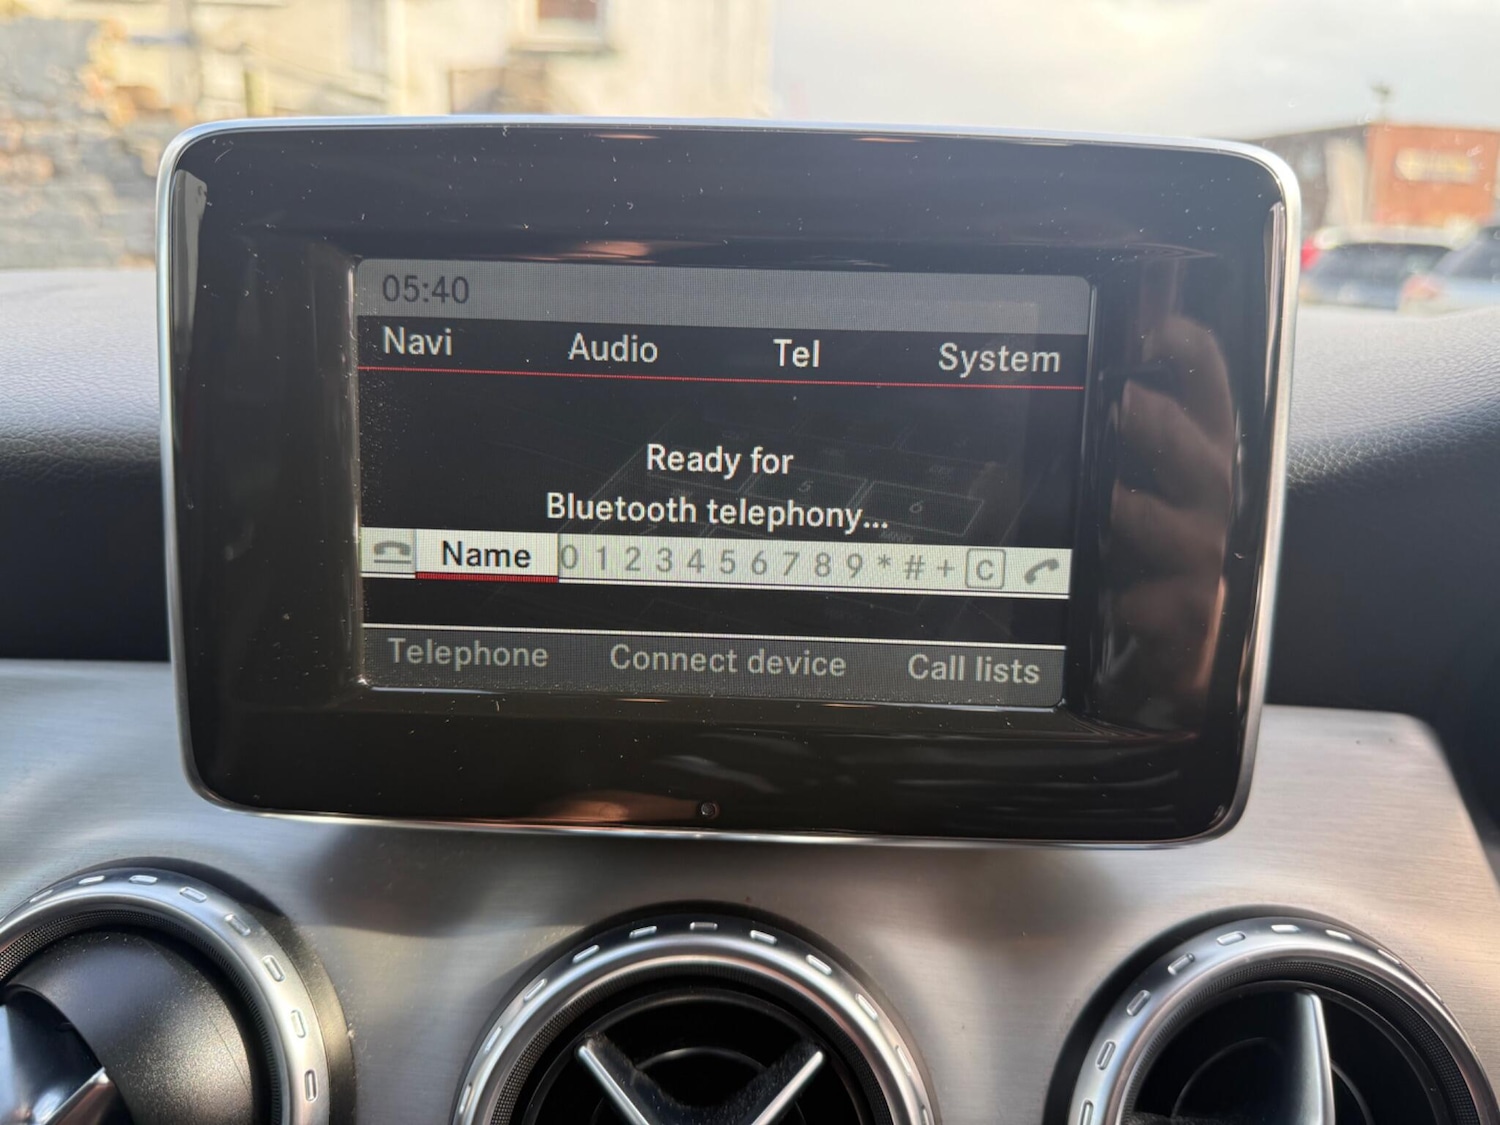 05:40
Navi Audio Tel System
Ready for
Bluetooth telephony...
Name 0 1 2 3 4 5 6 7 8 9 * # + C
Telephone Connect device Call lists